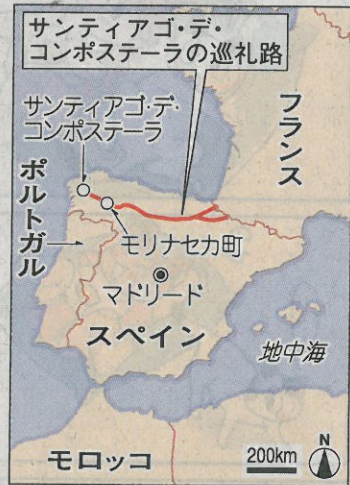 サンティアゴ・デ・
コンポステーラの巡礼路
サンティアゴ・デ・
コンポステーラ
フランス
ポルトガル
モリナセカ町
マドリード
スペイン
地中海
モロッコ
200km
N